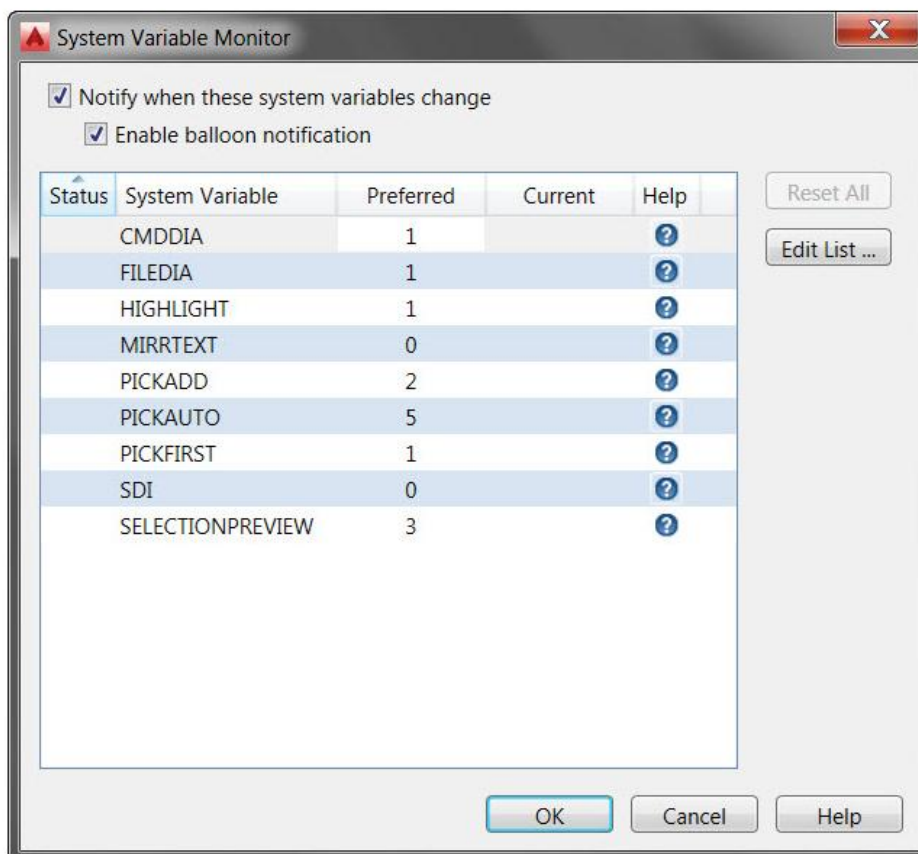 System Variable Monitor
Notify when these system variables change
Enable balloon notification
Status System Variable Preferred Current Help
Reset All
CMDDIA 1
Edit List ...
FILEDIA 1
HIGHLIGHT 1
MIRRTEXT 0
PICKADD 2
PICKAUTO 5
PICKFIRST 1
SDI 0
SELECTIONPREVIEW 3
OK Cancel Help